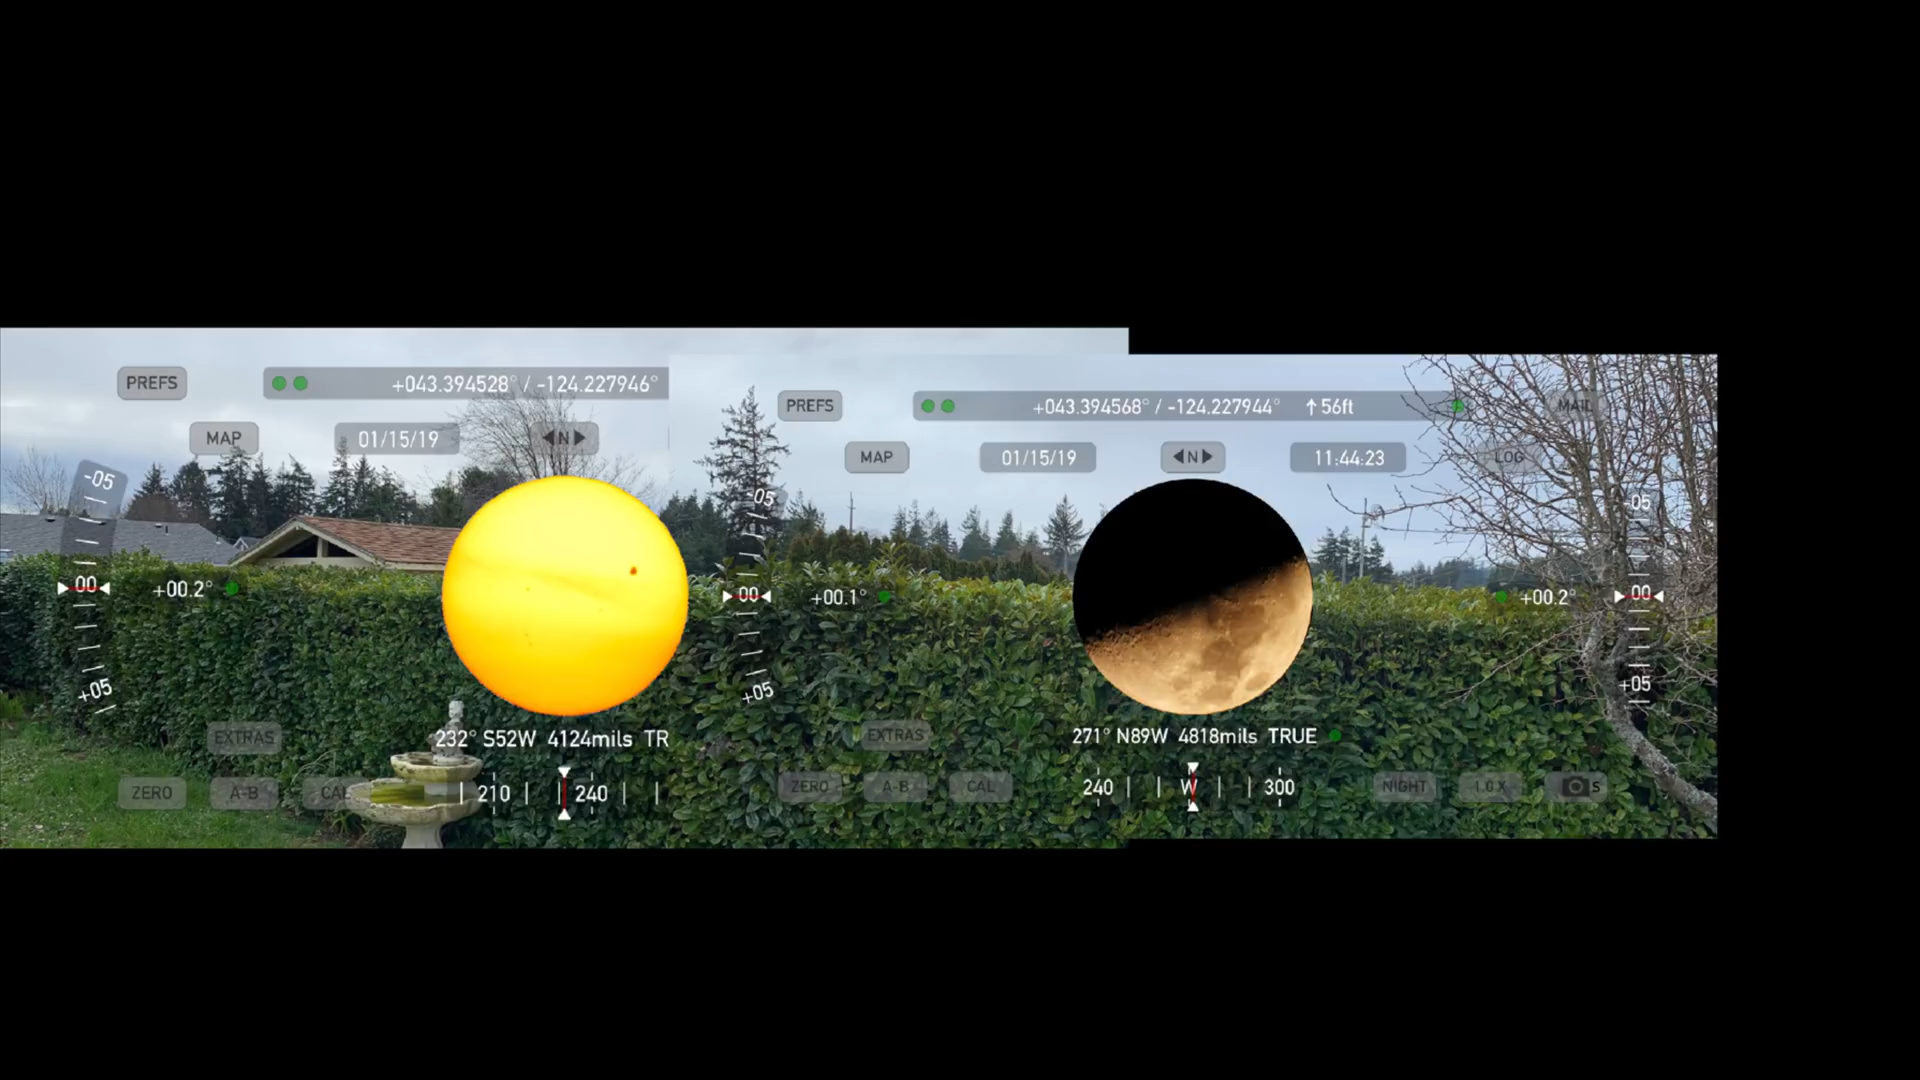 PREFS +043.394528° / -124.227946°
MAP 01/15/19 N
-05
00 +00.2°
+05
EXTRAS
232° S52W 4124mils TR
ZERO A-B CAL 210 240
PREFS +043.394568° / -124.227944° ↑56ft MAIL
MAP 01/15/19 N 11:44:23 LOG
-05 -05
00 +00.1° +00.2° 00
+05 +05
EXTRAS 271° N89W 4818mils TRUE
ZERO A-B CAL 240 W 300 NIGHT 1.0 X S